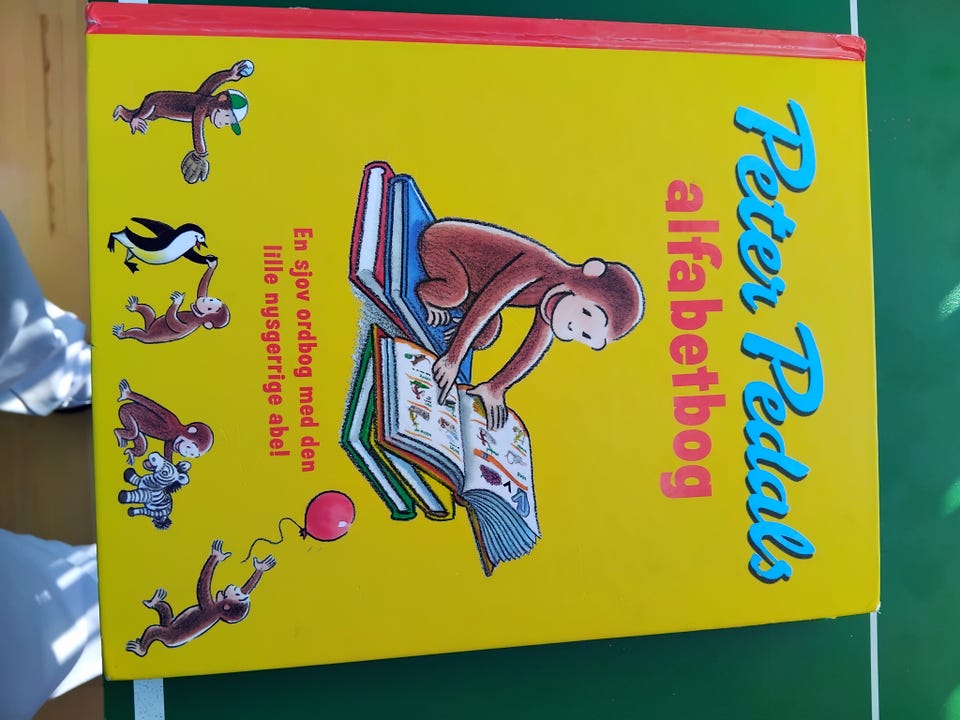 Peter Pedals
alfabetbog
En sjov ordbog med den
lille nysgerrige abe!